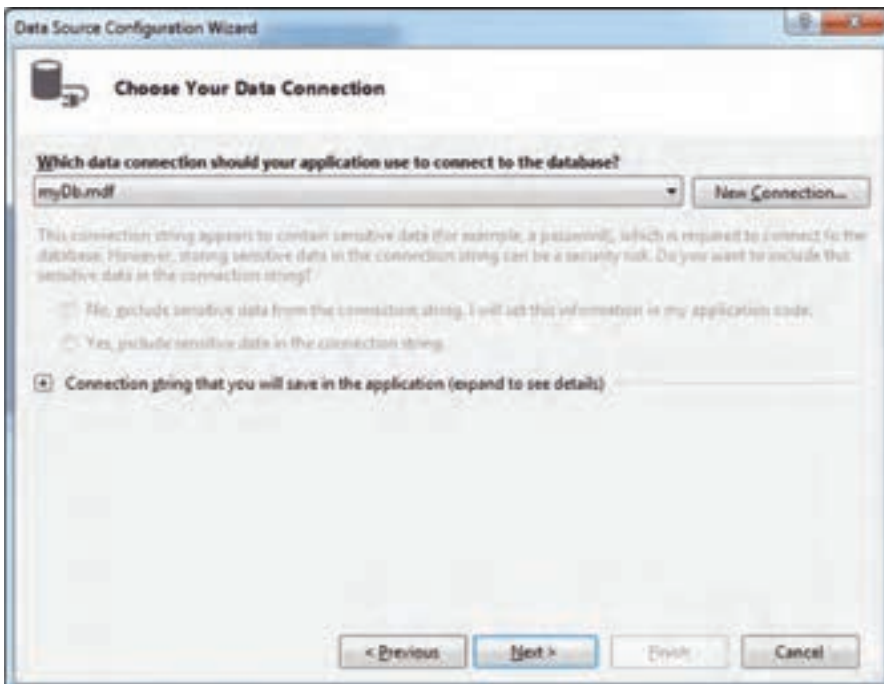 Data Source Configuration Wizard
Choose Your Data Connection
Which data connection should your application use to connect to the database?
myDb.mdf
New Connection...
This connection string appears to contain sensitive data (for example, a password), which is required to connect to the
database. However, storing sensitive data in the connection string can be a security risk. Do you want to include this
sensitive data in the connection string?
No, exclude sensitive data from the connection string. I will set this information in my application code.
Yes, include sensitive data in the connection string.
Connection string that you will save in the application (expand to see details)
< Previous
Next >
Finish
Cancel